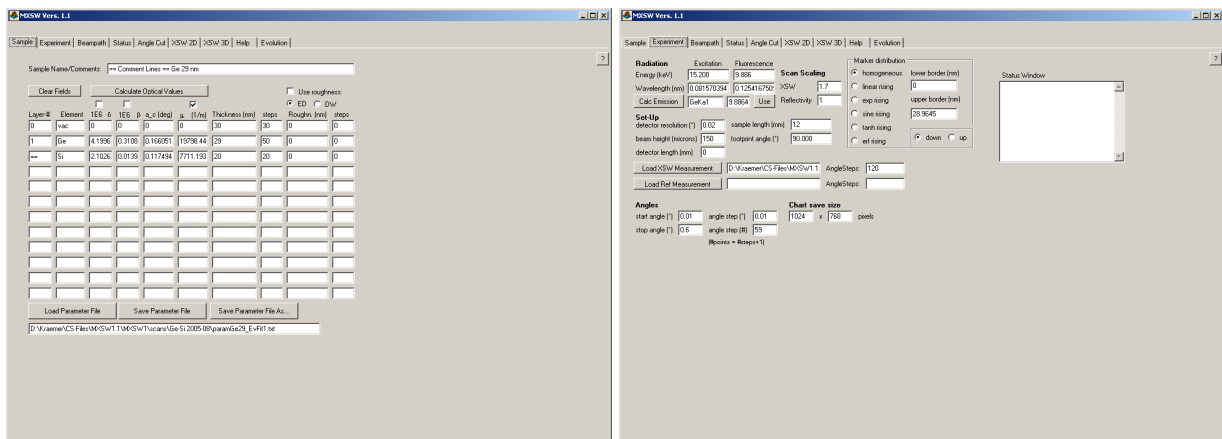 MXSW Vers. 1.1
Sample Experiment Beampath Status Angle Cut XSW 2D XSW 3D Help Evolution
?
Sample Name/Comments: == Comment Lines == Ge 29 nm
Clear Fields Calculate Optical Values Use roughness:
ED DW
Layer-# Element 1E6 δ 1E6 β a_c [deg] μ [1/m] Thickness (nm) steps Roughn. (nm) steps
0 vac 0 0 0 0 30 30 0 0
1 Ge 4.1996 0.3108 0.166051 19798.44 29 50 0 0
== Si 2.1026 0.0139 0.117494 7711.193 20 20 0 0
Load Parameter File Save Parameter File Save Parameter File As...
D:\Kraemer\CS-Files\MXSW1.1\MXSW1\scans\Ge-Si 2005-08\paramGe29_EvFit1.txt
MXSW Vers. 1.1
Sample Experiment Beampath Status Angle Cut XSW 2D XSW 3D Help Evolution
?
Radiation Excitation Fluorescence
Energy (keV) 15.200 9.886
Wavelength (nm) 0.081570394 0.125416750
Calc Emission GeKa1 9.8864 Use
Scan Scaling
XSW 1.7
Reflectivity 1
Marker distribution
homogeneous lower border (nm)
linear rising 0
exp rising upper border (nm)
sine rising 28.9645
tanh rising
erf rising down up
Status Window
Set-Up
detector resolution (°) 0.02 sample length (mm) 12
beam height (microns) 150 footprint angle (°) 90.000
detector length (mm) 0
Load XSW Measurement D:\Kraemer\CS-Files\MXSW1.1 AngleSteps: 120
Load Ref Measurement AngleSteps:
Angles Chart save size
start angle (°) 0.01 angle step (°) 0.01 1024 x 768 pixels
stop angle (°) 0.6 angle step (#) 59
(#points = #steps+1)